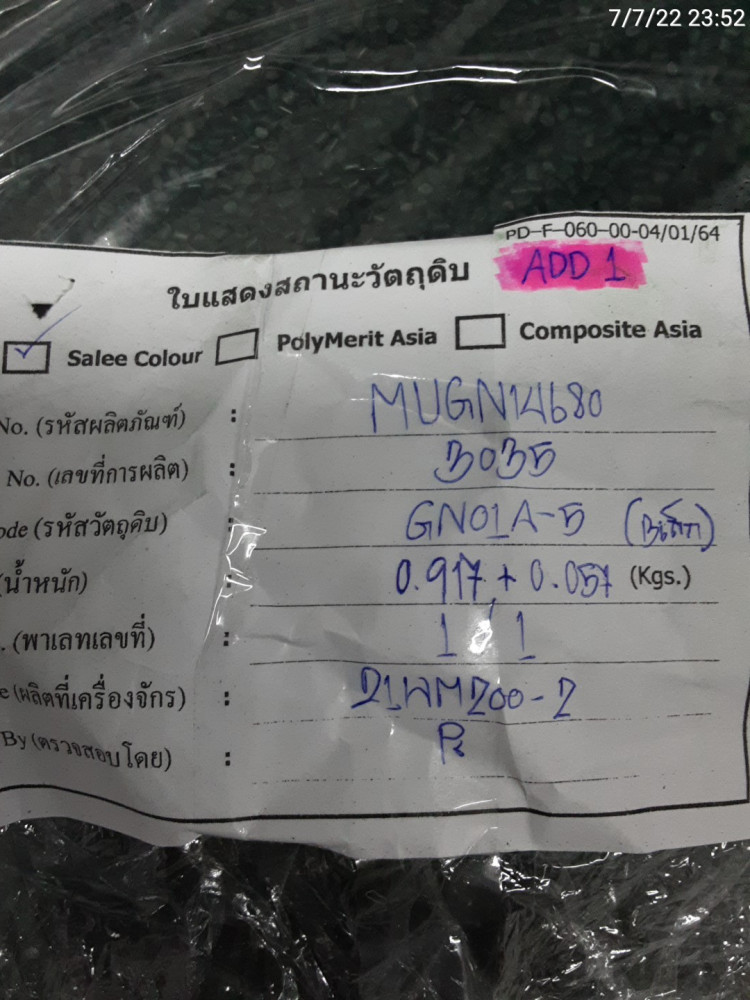 7/7/22 23:52
PD-F-060-00-04/01/64
ใบแสดงสถานะวัตถุดิบ ADD 1
Salee Colour PolyMerit Asia Composite Asia
No. (รหัสผลิตภัณฑ์) : MUGN14680
No. (เลขที่การผลิต) : 3035
ode (รหัสวัตถุดิบ) : GN01A-5
(น้ำหนัก) : 0.917 + 0.057 (Kgs.)
. (พาเลทเลขที่) : 1 / 1
e (ผลิตที่เครื่องจักร) : 21WM200-2
By (ตรวจสอบโดย) :